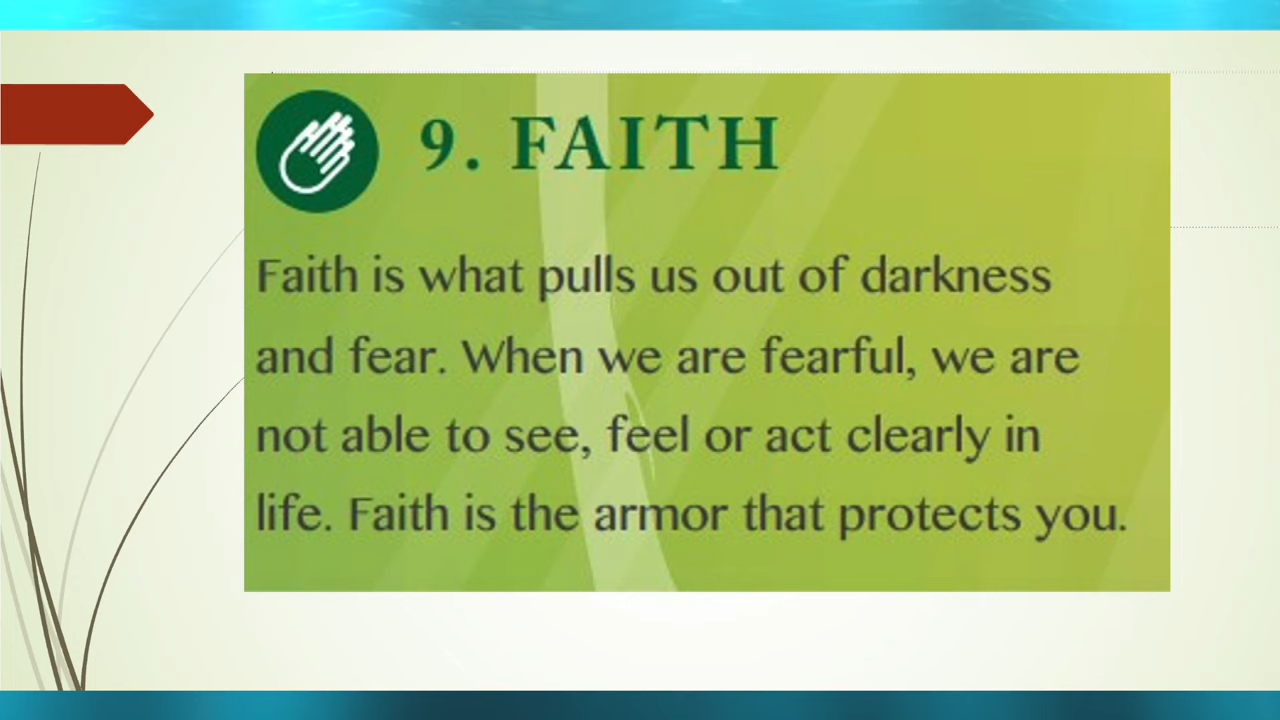 9. FAITH
Faith is what pulls us out of darkness
and fear. When we are fearful, we are
not able to see, feel or act clearly in
life. Faith is the armor that protects you.